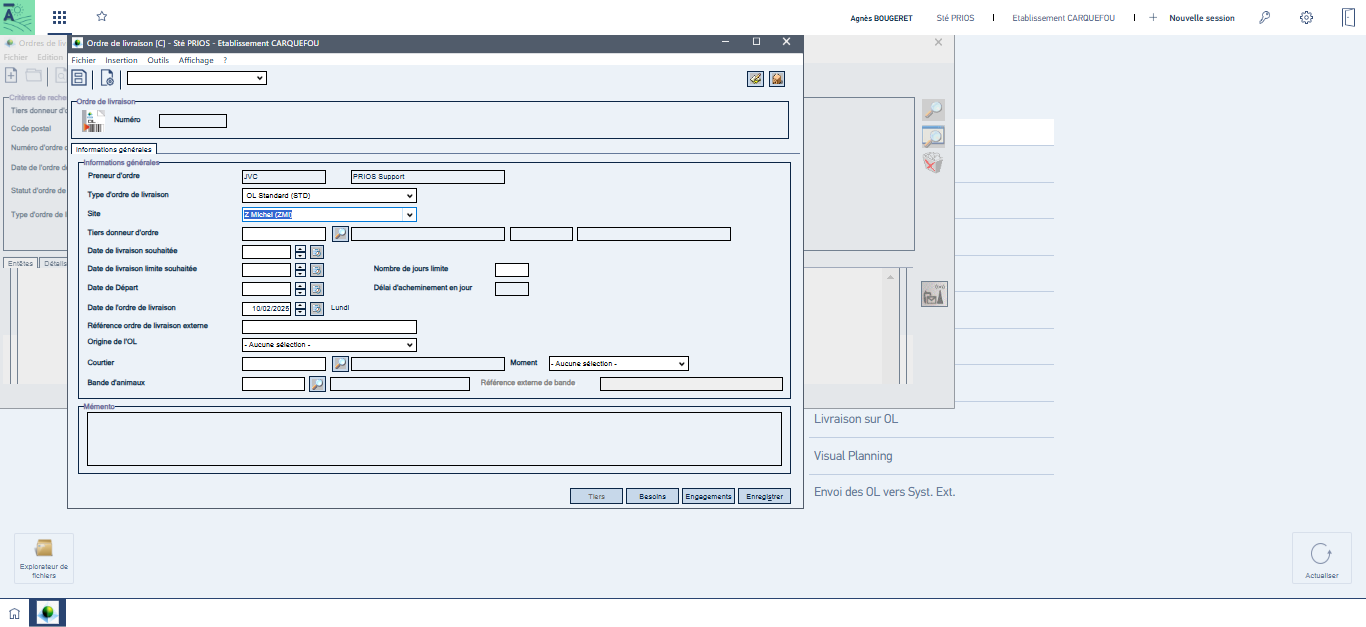 Agnès BOUGERET Sté PRIOS Etablissement CARQUEFOU Nouvelle session
Ordres de li
Ordre de livraison [C] - Sté PRIOS - Etablissement CARQUEFOU
Fichier Edition
Fichier Insertion Outils Affichage ?
Critères de reche
Ordre de livraison
Tiers donneur d'o
OL
Numéro
Code postal
Numéro d'ordre d
Informations générales
Informations générales
Date de l'ordre de
Preneur d'ordre JVC PRIOS Support
Statut d'ordre de
Type d'ordre de livraison OL Standard (STD)
Type d'ordre de l
Site Z Michel (ZMI)
Tiers donneur d'ordre
Date de livraison souhaitée
Entêtes Détails
Date de livraison limite souhaitée Nombre de jours limite
Date de Départ Délai d'acheminement en jour
Date de l'ordre de livraison 10/02/2025 Lundi
Référence ordre de livraison externe
Origine de l'OL - Aucune sélection -
Courtier Moment - Aucune sélection -
Bande d'animaux Référence externe de bande
Mémento
Livraison sur OL
Visual Planning
Envoi des OL vers Syst. Ext.
Tiers Besoins Engagements Enregistrer
Explorateur de
fichiers
Actualiser